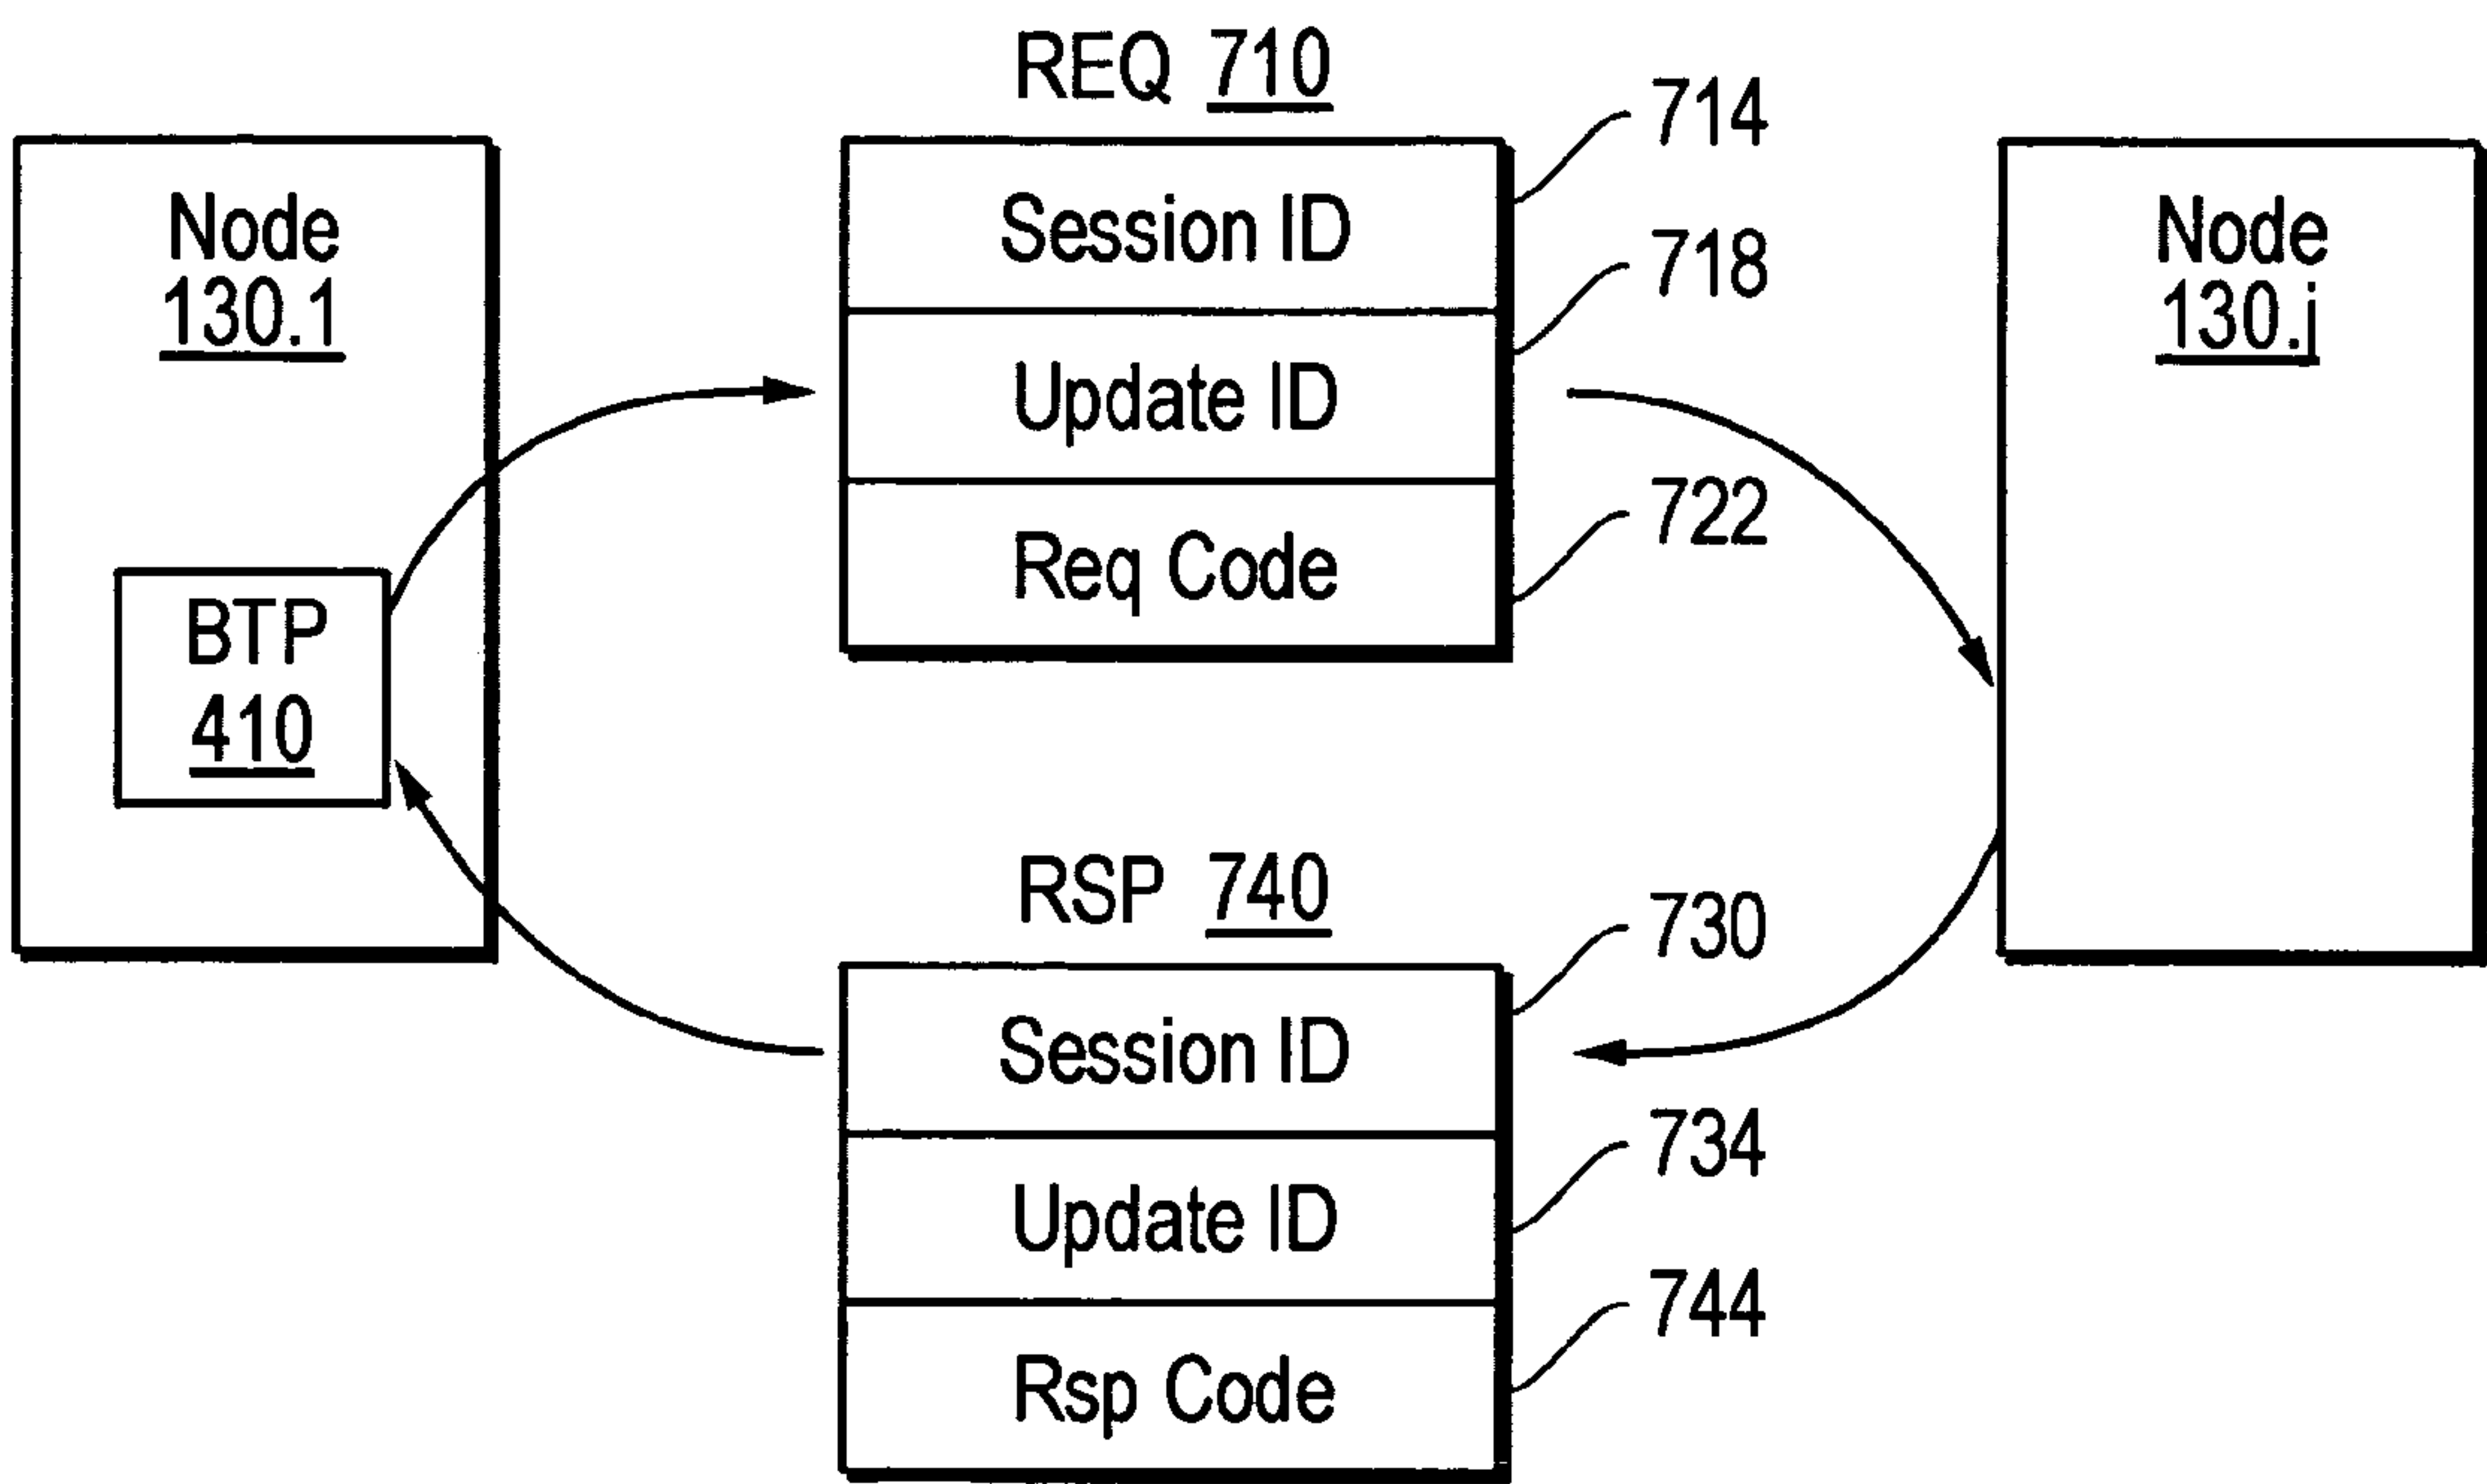 REQ 710
714
Node
130.1
Session ID
718
Node
130.j
Update ID
722
Req Code
BTP
410
RSP 740
730
Session ID
734
Update ID
744
Rsp Code